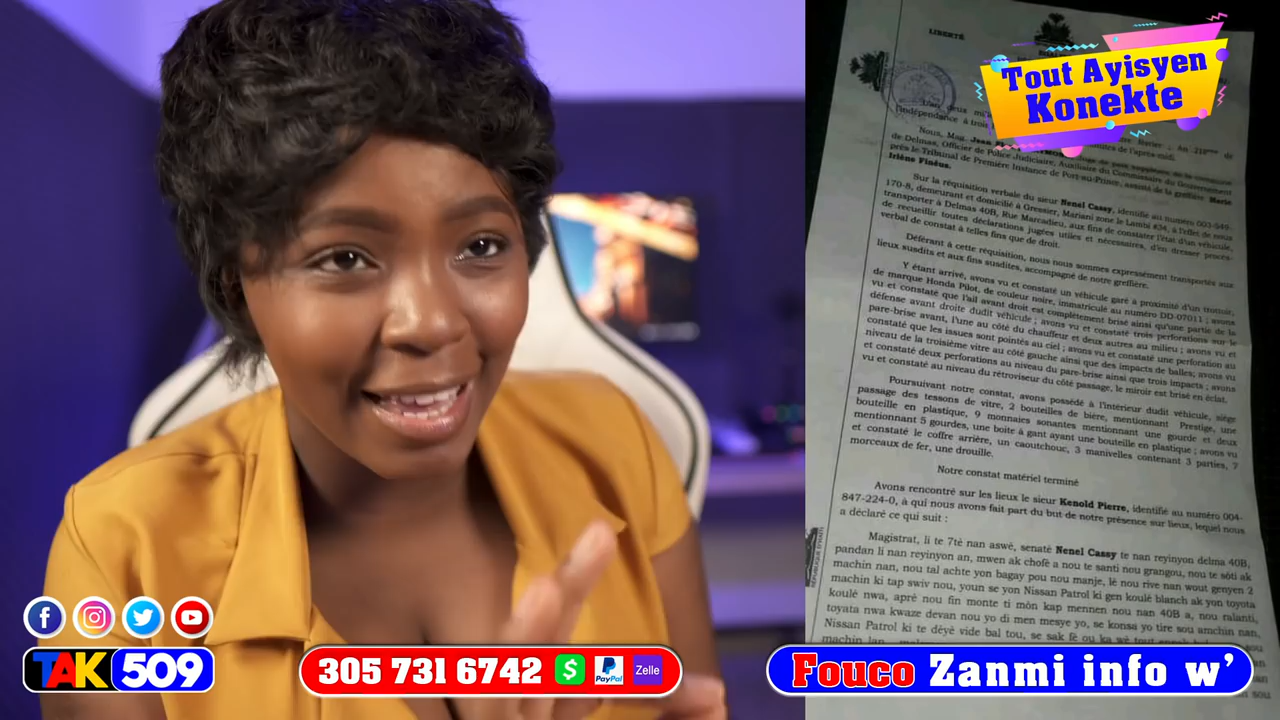 LIBERTÉ
Tout Ayisyen
Konekte
l'indépendance à trois
février ; An 218ème de
de l'après-midi.
Nous, Mag.
de Delmas, Officier de Police Judiciaire, Auxiliaire du Commissaire du Gouvernement
près le Tribunal de Première Instance de Port-au-Prince, assisté de la greffière Marie
Irlène Finéus.
Sur la réquisition verbale du sieur Nenel Cassy, identifié au numéro 003-549-
170-8, demeurant et domicilié à Gressier, Mariani zone le Lambi #34, à l'effet de nous
transporter à Delmas 40B, Rue Marcadieu, aux fins de constater l'état d'un véhicule,
de recueillir toutes déclarations jugées utiles et nécessaires, d'en dresser procès-
verbal de constat à telles fins que de droit.
Déférant à cette réquisition, nous nous sommes expressément transportés aux
lieux susdits et aux fins susdites, accompagné de notre greffière.
Y étant arrivé, avons vu et constaté un véhicule garé à proximité d'un trottoir,
de marque Honda Pilot, de couleur noire, immatriculé au numéro DD-07011 ; avons
vu et constaté que l'ail avant droit est complètement brisé ainsi qu'une partie de la
défense avant droite dudit véhicule ; avons vu et constaté trois perforations sur le
pare-brise avant, l'une au côté du chauffeur et deux autres au milieu ; avons vu et
constaté que les issues sont pointés au ciel ; avons vu et constaté une perforation au
niveau de la troisième vitre au côté gauche ainsi que des impacts de balles; avons vu
et constaté deux perforations au niveau du pare-brise ainsi que trois impacts ; avons
vu et constaté au niveau du rétroviseur du côté passage, le miroir est brisé en éclat.
Poursuivant notre constat, avons possédé à l'intérieur dudit véhicule, siège
passage des tessons de vitre, 2 bouteilles de bière, mentionnant Prestige, une
bouteille en plastique, 9 monnaies sonantes mentionnant une gourde et deux
mentionnant 5 gourdes, une boite à gant ayant une bouteille en plastique ; avons vu
et constaté le coffre arrière, un caoutchouc, 3 manivelles contenant 3 parties, 7
morceaux de fer, une drouille.
Notre constat matériel terminé
Avons rencontré sur les lieux le sieur Kenold Pierre, identifié au numéro 004-
847-224-0, à qui nous avons fait part du but de notre présence sur lieux, lequel nous
a déclaré ce qui suit :
Magistrat, li te 7tè nan aswè, senatè Nenel Cassy te nan reyinyon delma 40B,
pandan li nan reyinyon an, mwen ak chofè a nou te santi nou grangou, nou te sòti ak
machin nan, nou tal achte yon bagay pou nou manje, lè nou rive nan wout genyen 2
machin ki tap swiv nou, youn se yon Nissan Patrol ki gen koulè blanch ak yon toyota
koulè nwa, aprè nou fin monte ti mòn kap mennen nou nan 40B a, nou ralanti,
toyata nwa kwaze devan nou yo di men mesye yo, se konsa yo tire sou amchin nan,
Nissan Patrol ki te dèyè vide bal tou, se sak fè ou ka wè
RÉPUBLIQUE D'HAÏTI
TAK 509
305 731 6742 $ PayPal Zelle
Fouco Zanmi info w'